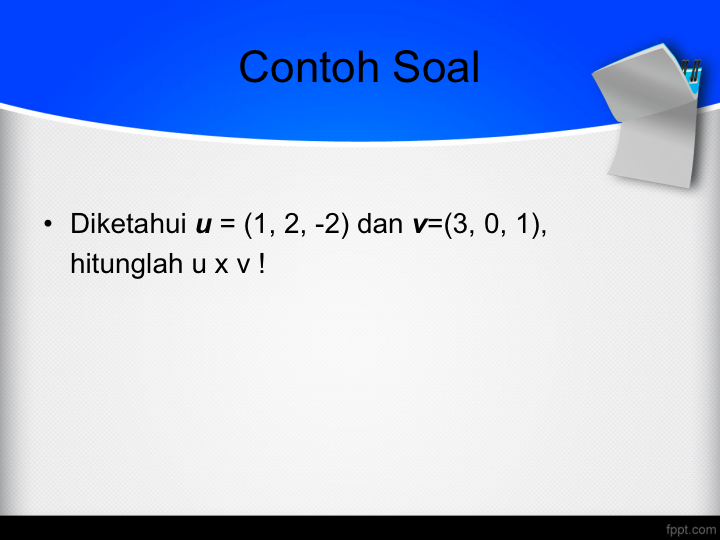 Contoh Soal
• Diketahui u = (1, 2, -2) dan v=(3, 0, 1),
hitunglah u x v !
fppt.com